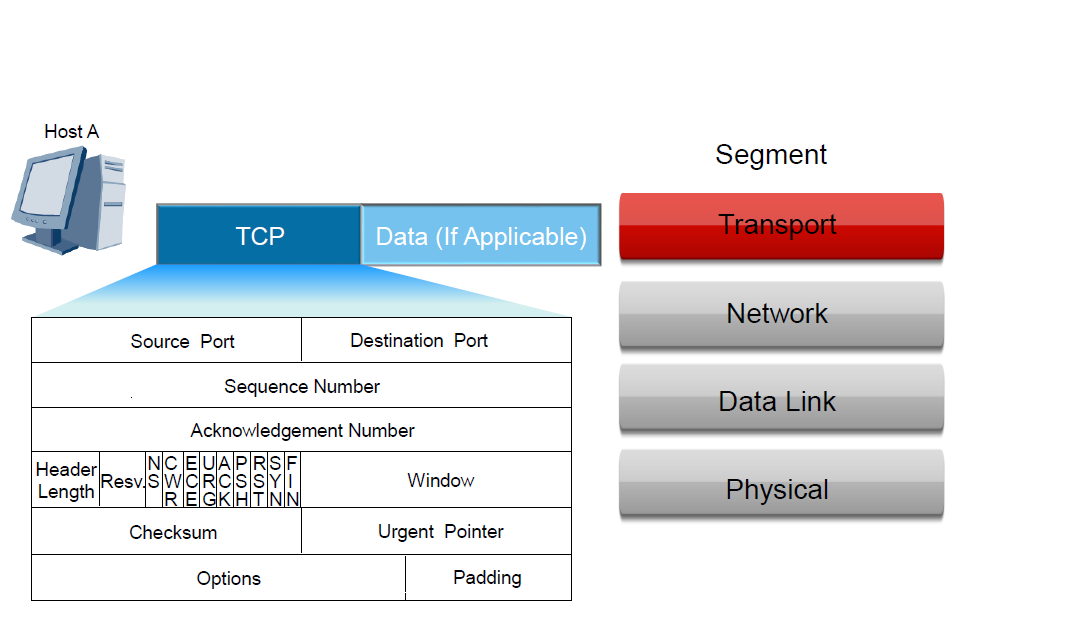 Host A
Segment
TCP
Data (If Applicable)
Transport
Network
Data Link
Physical
Source Port
Destination Port
Sequence Number
Acknowledgement Number
Header
Length
Resv.
NS
CWR
ECE
URG
ACK
PSH
RST
SYN
FIN
Window
Checksum
Urgent Pointer
Options
Padding